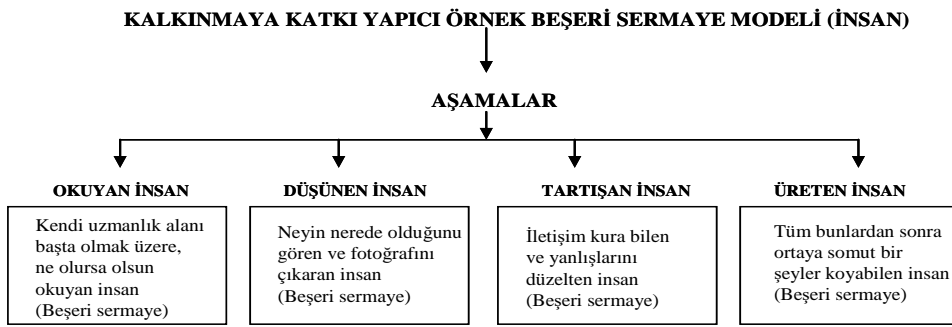 KALKINMAYA KATKI YAPICI ÖRNEK BEŞERİ SERMAYE MODELİ (İNSAN)
AŞAMALAR
OKUYAN İNSAN
Kendi uzmanlık alanı
başta olmak üzere,
ne olursa olsun
okuyan insan
(Beşeri sermaye)
DÜŞÜNEN İNSAN
Neyin nerede olduğunu
gören ve fotoğrafını
çıkaran insan
(Beşeri sermaye)
TARTIŞAN İNSAN
İletişim kura bilen
ve yanlışlarını
düzelten insan
(Beşeri sermaye)
ÜRETEN İNSAN
Tüm bunlardan sonra
ortaya somut bir
şeyler koyabilen insan
(Beşeri sermaye)